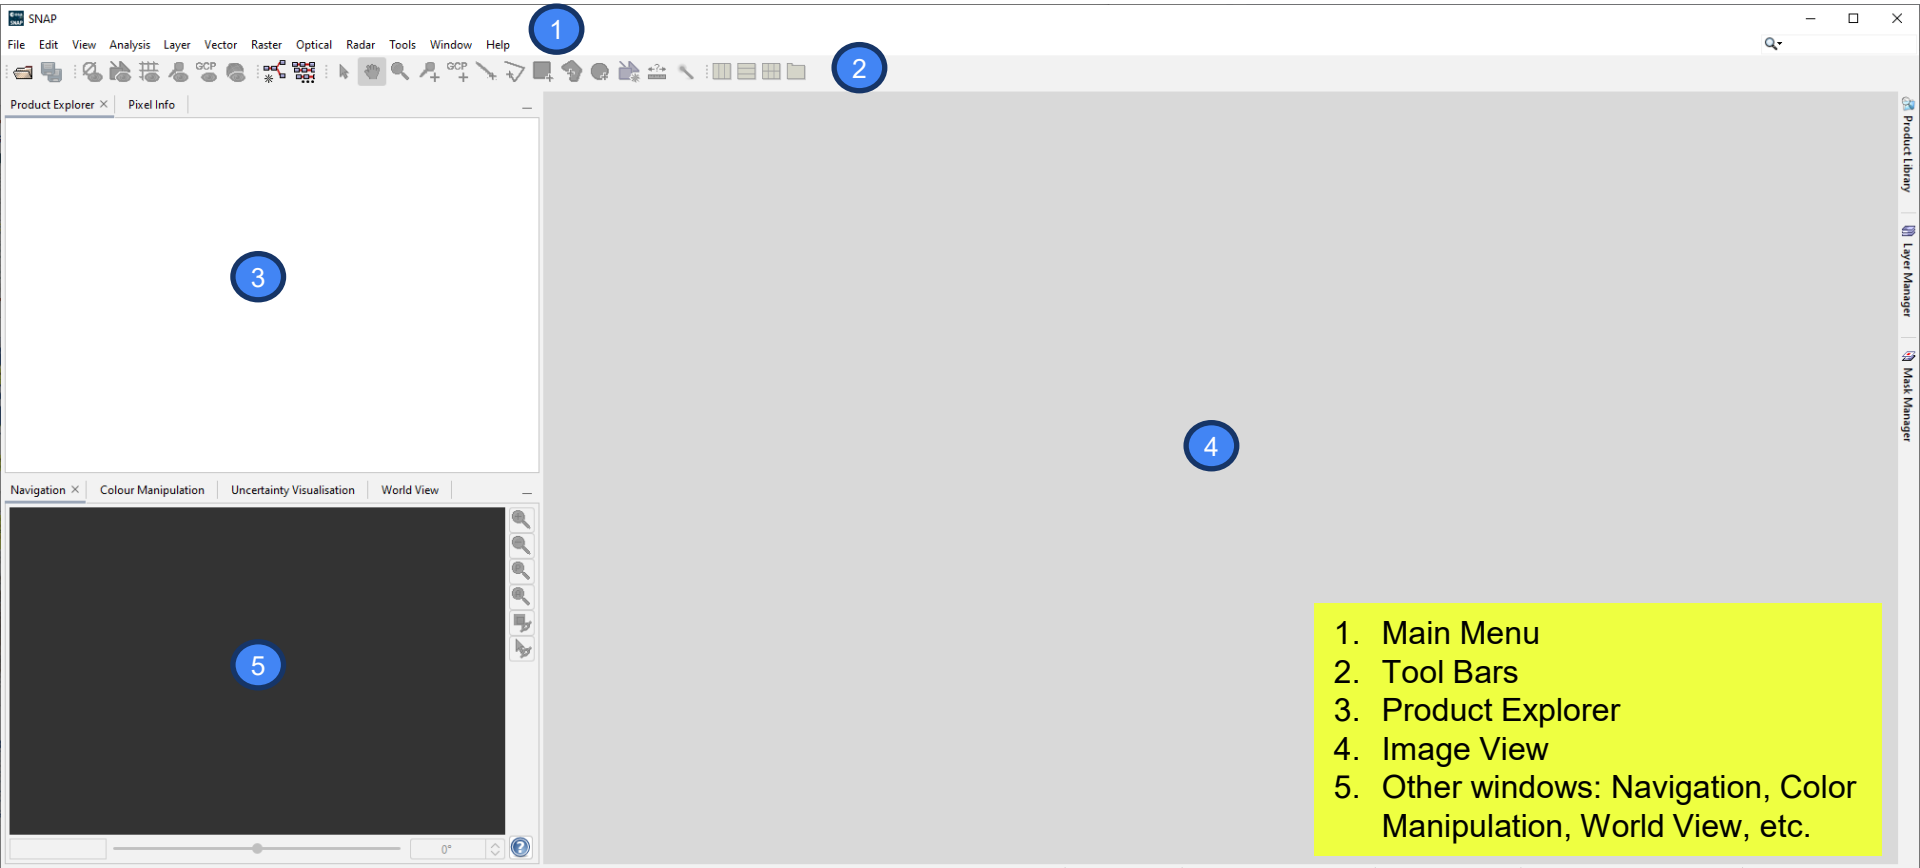 SNAP
File Edit View Analysis Layer Vector Raster Optical Radar Tools Window Help
1
GCP GCP
2
Product Explorer Pixel Info
Product Library
Layer Manager
Mask Manager
3
4
Navigation Colour Manipulation Uncertainty Visualisation World View
5
0°
1. Main Menu
2. Tool Bars
3. Product Explorer
4. Image View
5. Other windows: Navigation, Color
Manipulation, World View, etc.